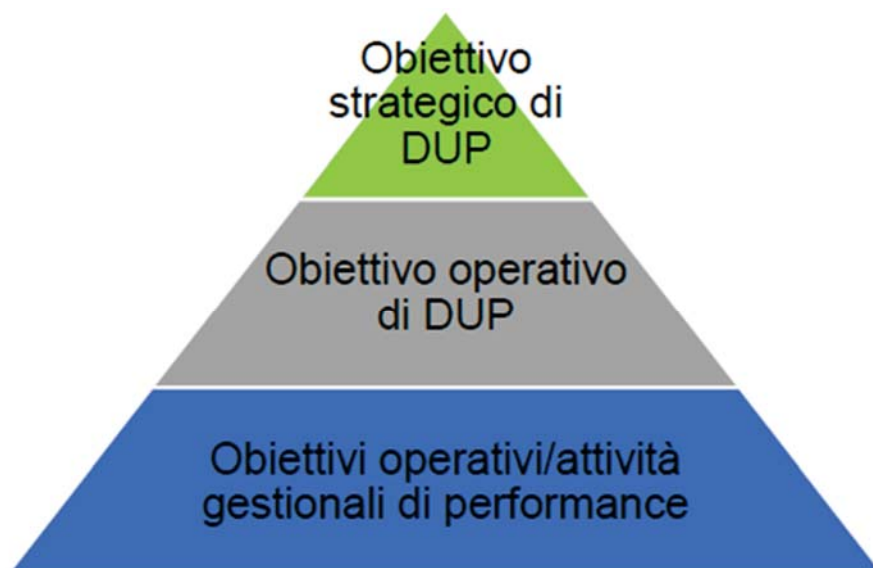 Obiettivo
strategico di
DUP
Obiettivo operativo
di DUP
Obiettivi operativi/attività
gestionali di performance